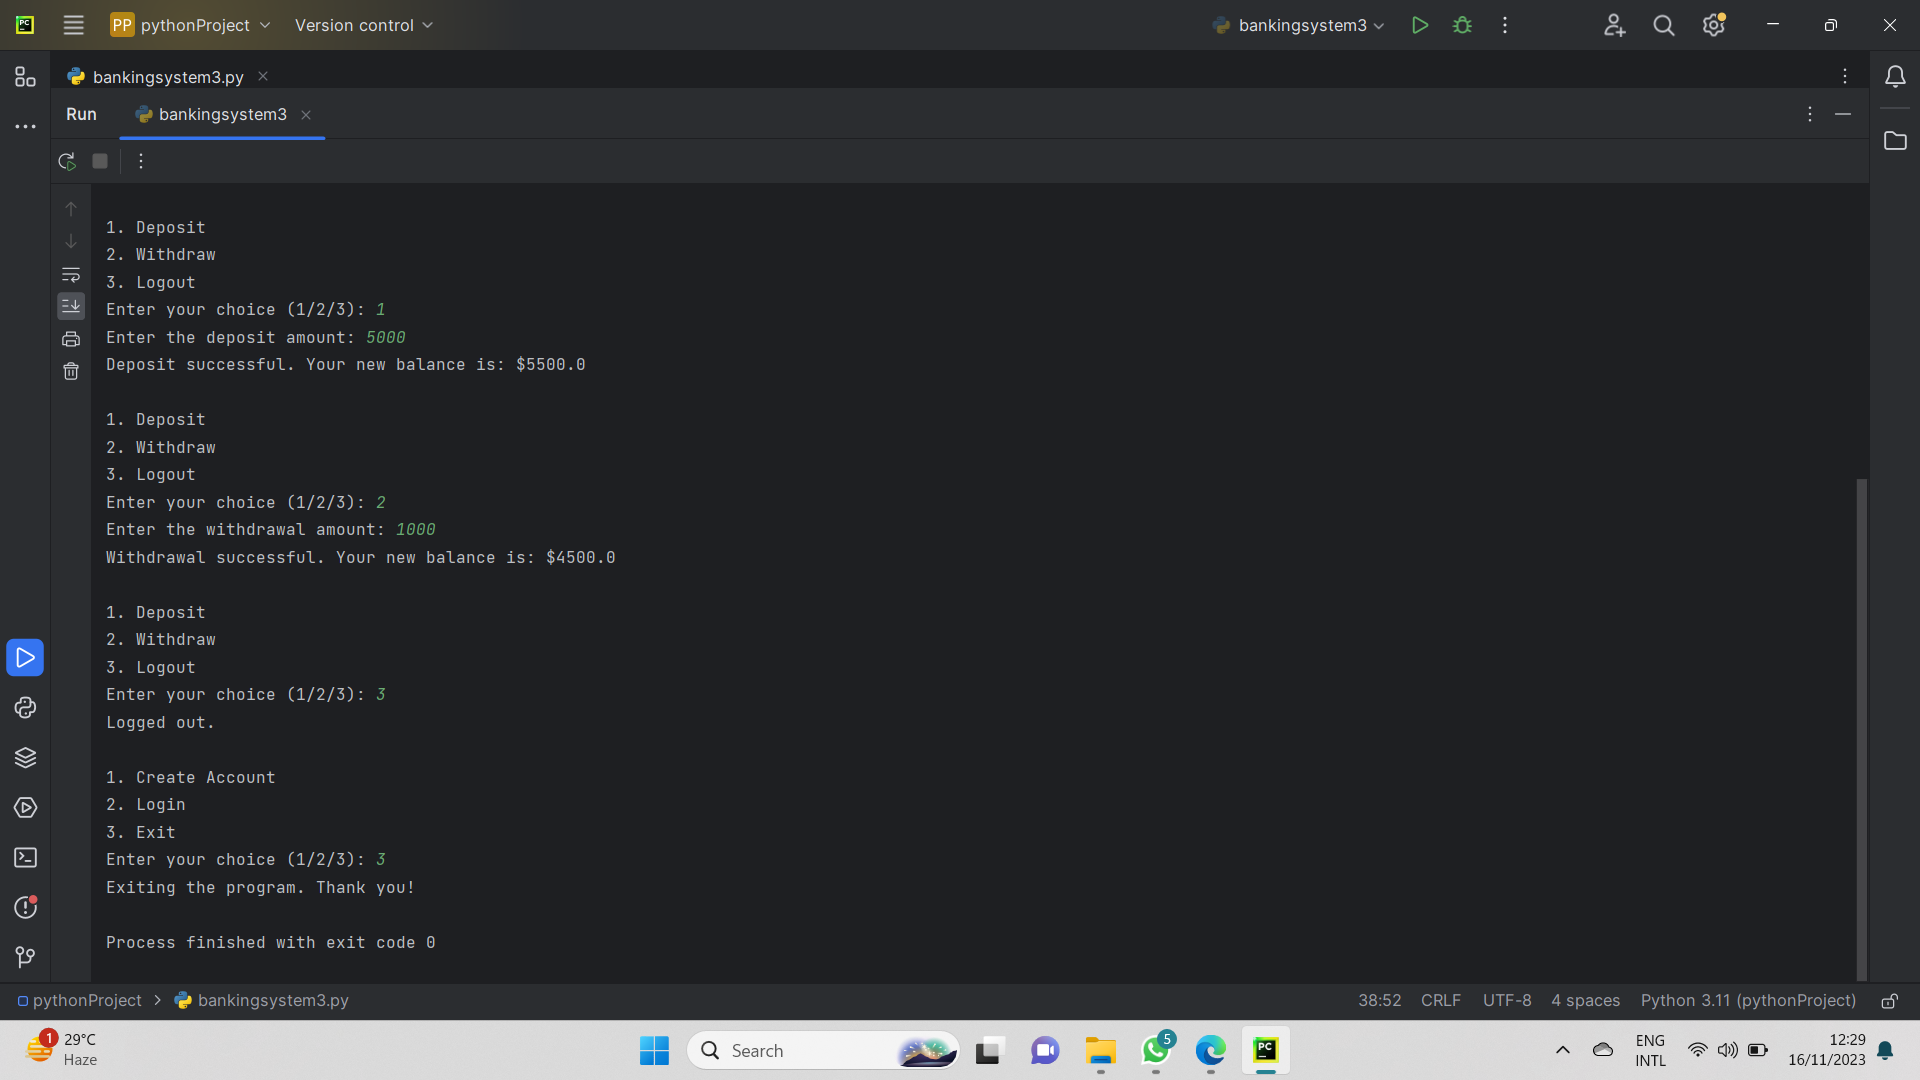 PC
PP pythonProject Version control bankingsystem3
bankingsystem3.py
Run bankingsystem3
1. Deposit
2. Withdraw
3. Logout
Enter your choice (1/2/3): 1
Enter the deposit amount: 5000
Deposit successful. Your new balance is: $5500.0
1. Deposit
2. Withdraw
3. Logout
Enter your choice (1/2/3): 2
Enter the withdrawal amount: 1000
Withdrawal successful. Your new balance is: $4500.0
1. Deposit
2. Withdraw
3. Logout
Enter your choice (1/2/3): 3
Logged out.
1. Create Account
2. Login
3. Exit
Enter your choice (1/2/3): 3
Exiting the program. Thank you!
Process finished with exit code 0
pythonProject > bankingsystem3.py 38:52 CRLF UTF-8 4 spaces Python 3.11 (pythonProject)
1 29°C
Haze
Search
5
PC
ENG
INTL
12:29
16/11/2023